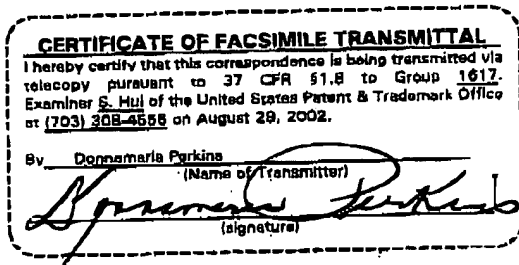 CERTIFICATE OF FACSIMILE TRANSMITTAL
I hereby certify that this correspondence is being transmitted via
telecopy pursuant to 37 CFR §1.8 to Group 1617.
Examiner S. Hui of the United States Patent & Trademark Office
at (703) 308-4556 on August 29, 2002.
By Donnamaria Perkins
(Name of Transmitter)
Donnamaria Perkins
(signature)